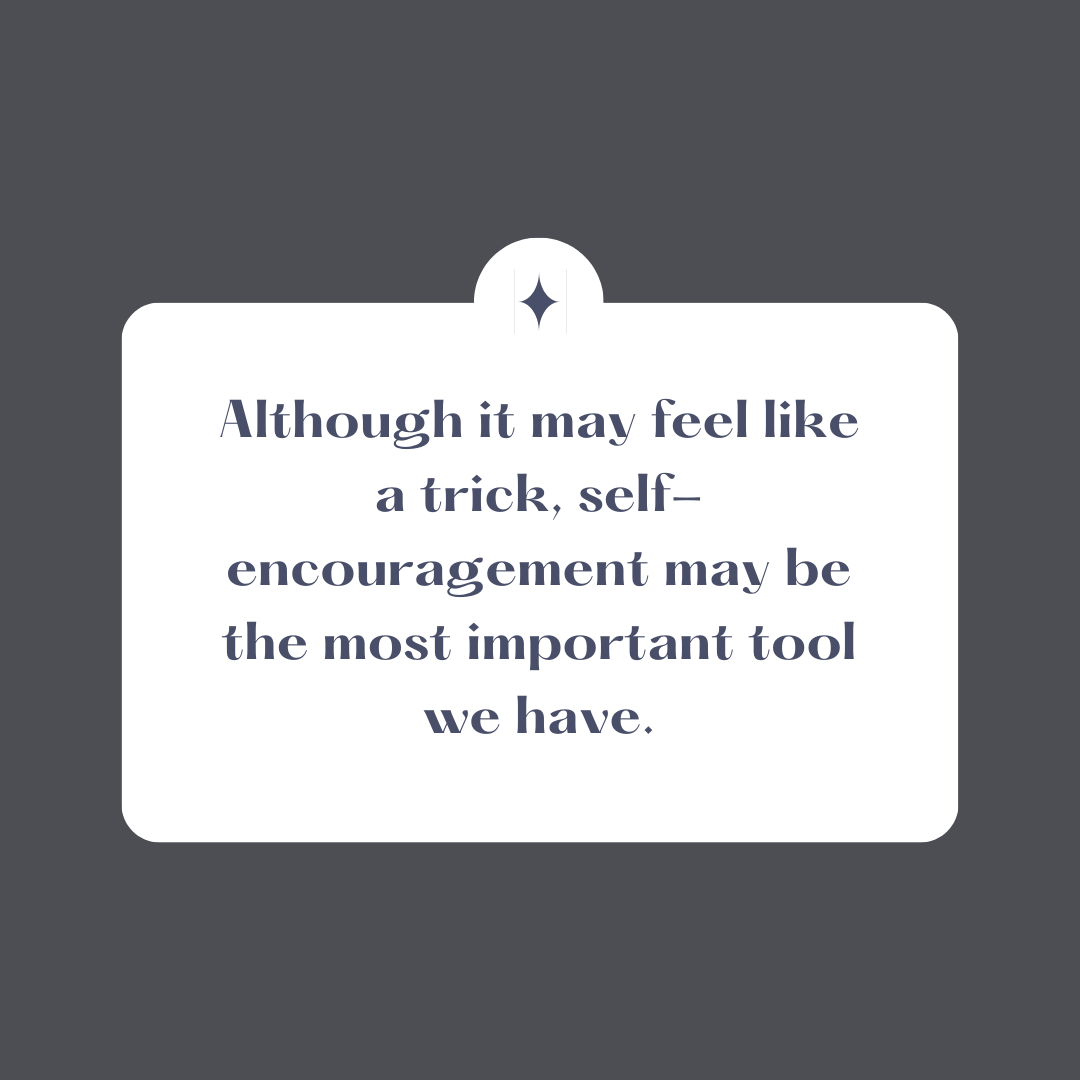 Although it may feel like
a trick, self-
encouragement may be
the most important tool
we have.